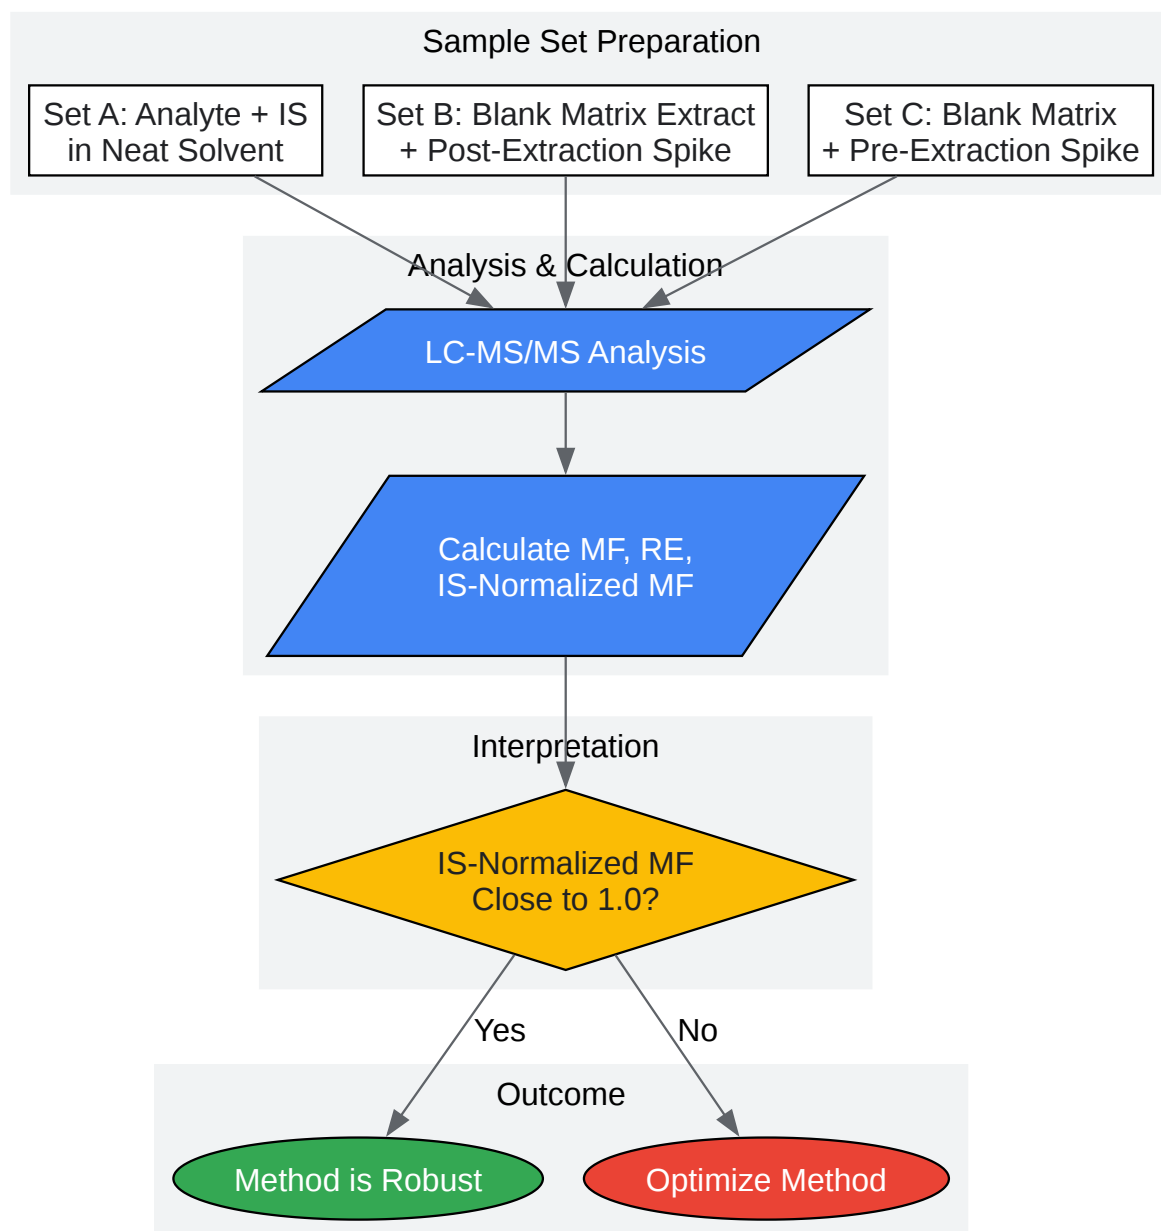 Sample Set Preparation
Set A: Analyte + IS
in Neat Solvent
Set B: Blank Matrix Extract
+ Post-Extraction Spike
Set C: Blank Matrix
+ Pre-Extraction Spike
Analysis & Calculation
LC-MS/MS Analysis
Calculate MF, RE,
IS-Normalized MF
Interpretation
IS-Normalized MF
Close to 1.0?
Yes
No
Outcome
Method is Robust
Optimize Method